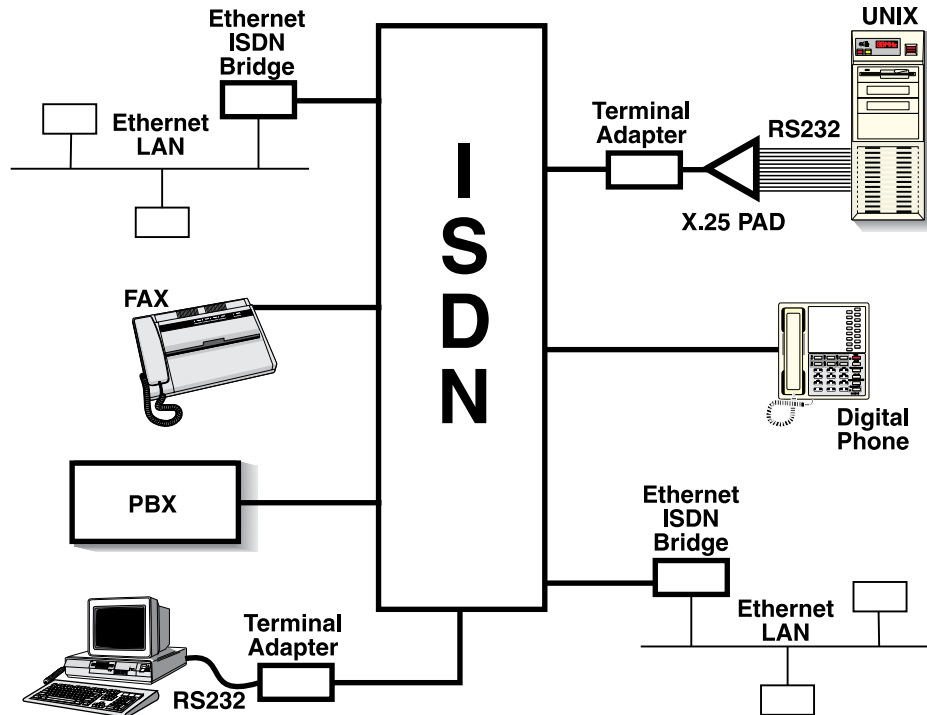 Ethernet
ISDN
Bridge
Ethernet
LAN
FAX
PBX
Terminal
Adapter
RS232
I
S
D
N
UNIX
Terminal
Adapter
RS232
X.25 PAD
Digital
Phone
Ethernet
ISDN
Bridge
Ethernet
LAN